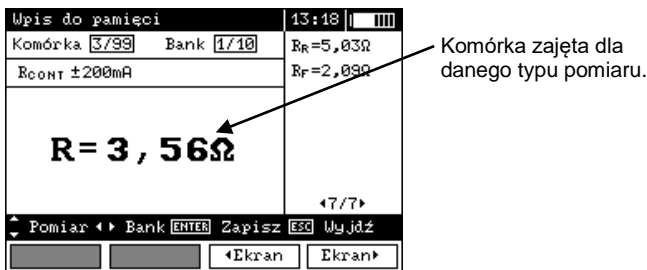 Wpis do pamięci 13:18
Komórka 3/99 Bank 1/10
RCONT ±200mA
R=3,56Ω
RR=5,03Ω
RF=2,09Ω
7/7
Pomiar Bank ENTER Zapisz ESC Wyjdź
Ekran Ekran
Komórka zajęta dla
danego typu pomiaru.